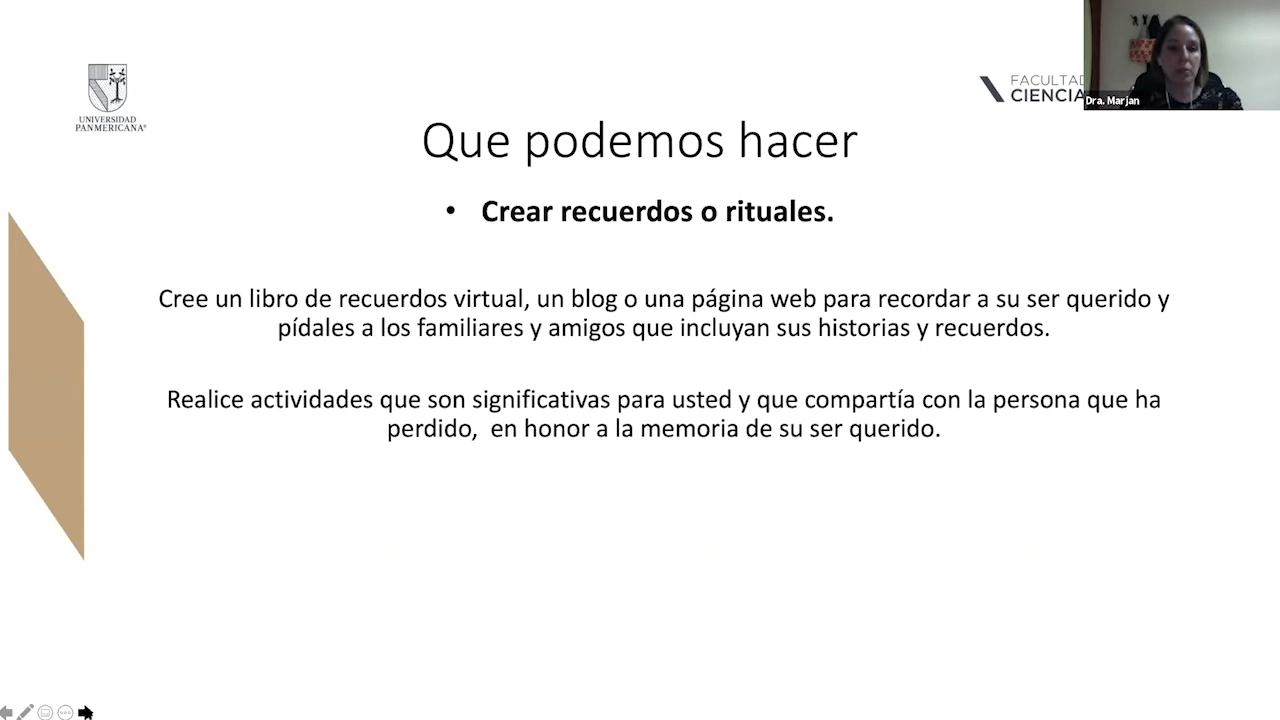 UNIVERSIDAD
PANAMERICANA
FACULTAD
CIENCIA
Dra. Marjan
Que podemos hacer
• Crear recuerdos o rituales.
Cree un libro de recuerdos virtual, un blog o una página web para recordar a su ser querido y
pídales a los familiares y amigos que incluyan sus historias y recuerdos.
Realice actividades que son significativas para usted y que compartía con la persona que ha
perdido, en honor a la memoria de su ser querido.